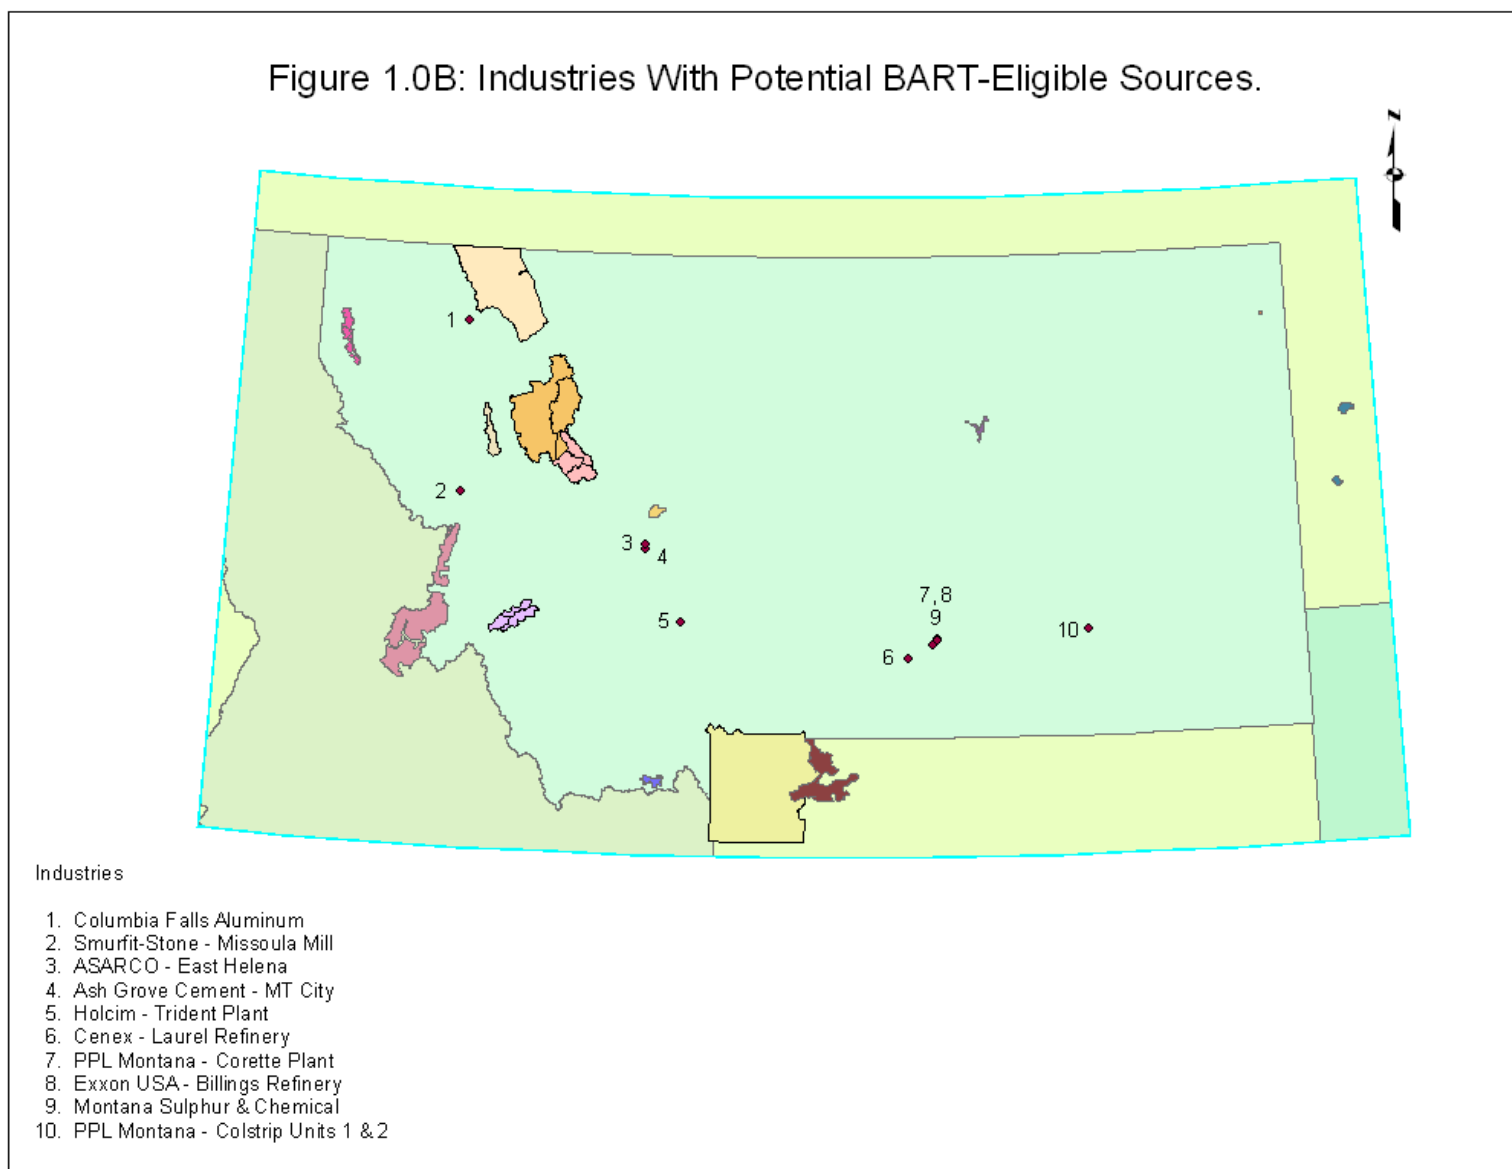 Figure 1.0B: Industries With Potential BART-Eligible Sources.
N
1
2
3
4
5
7,8
9
6
10
Industries
1. Columbia Falls Aluminum
2. Smurfit-Stone - Missoula Mill
3. ASARCO - East Helena
4. Ash Grove Cement - MT City
5. Holcim - Trident Plant
6. Cenex - Laurel Refinery
7. PPL Montana - Corette Plant
8. Exxon USA - Billings Refinery
9. Montana Sulphur & Chemical
10. PPL Montana - Colstrip Units 1 & 2